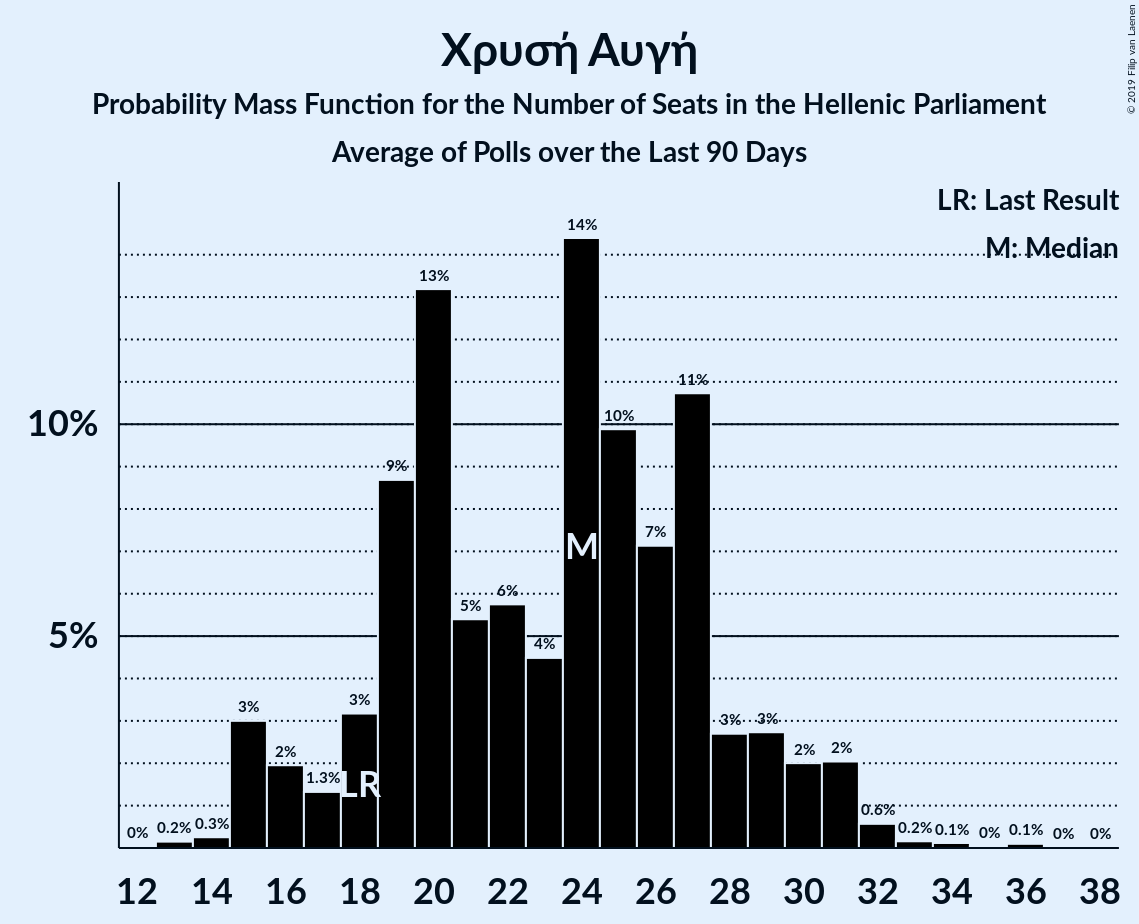 Χρυσή Αυγή
Probability Mass Function for the Number of Seats in the Hellenic Parliament
Average of Polls over the Last 90 Days
© 2019 Filip van Laenen
LR: Last Result
M: Median
10%
5%
0% 0.2% 0.3% 3% 2% 1.3% 3% 9% 13% 5% 6% 4% 14% 10% 7% 11% 3% 3% 2% 2% 0.6% 0.2% 0.1% 0% 0.1% 0% 0%
LR
M
12 14 16 18 20 22 24 26 28 30 32 34 36 38